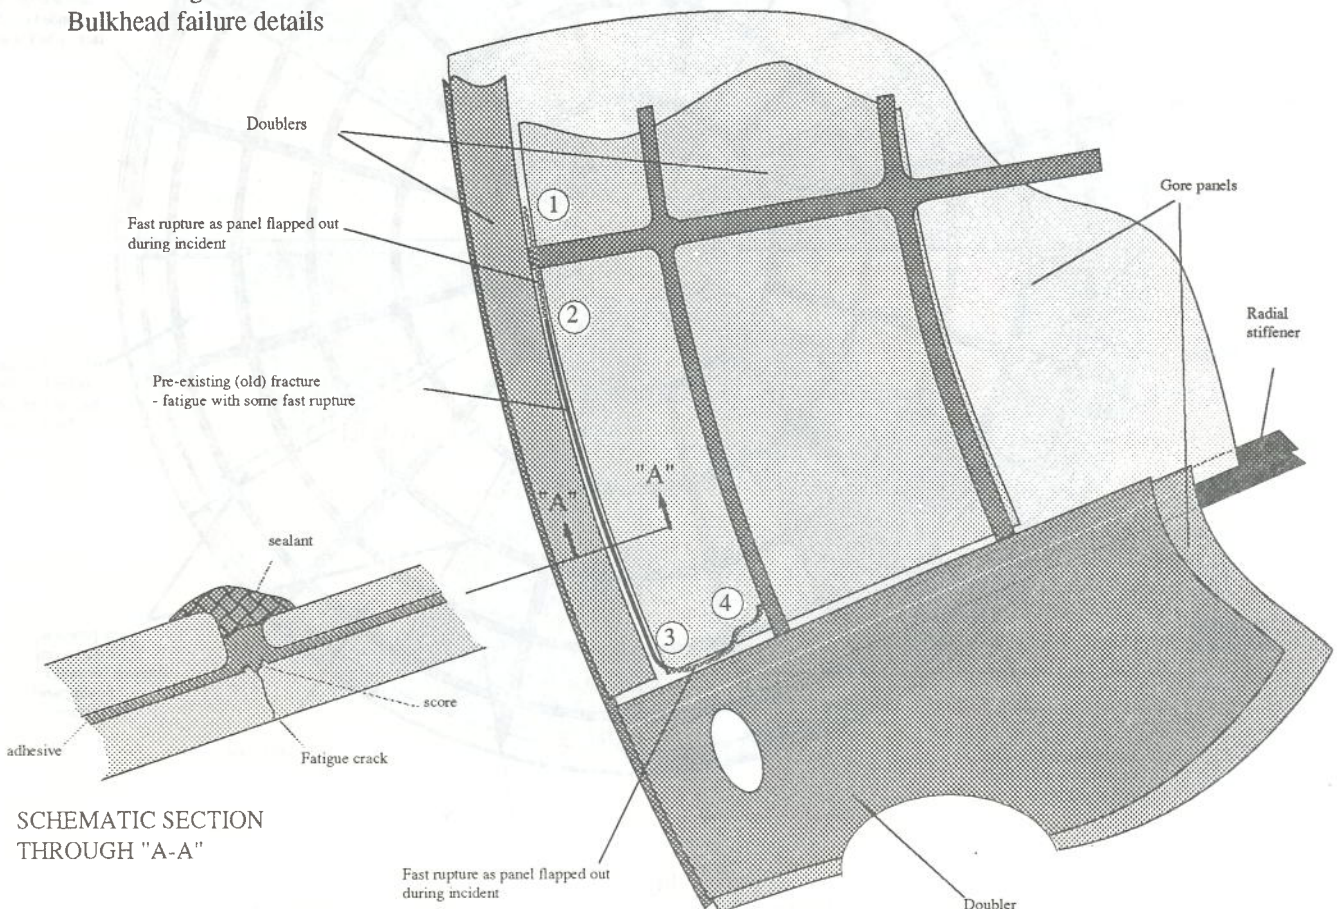 Bulkhead failure details
Doublers
1
Gore panels
Fast rupture as panel flapped out
during incident
2
Radial
stiffener
Pre-existing (old) fracture
- fatigue with some fast rupture
"A"
"A"
sealant
4
3
score
adhesive
Fatigue crack
SCHEMATIC SECTION
THROUGH "A-A"
Fast rupture as panel flapped out
during incident
Doubler